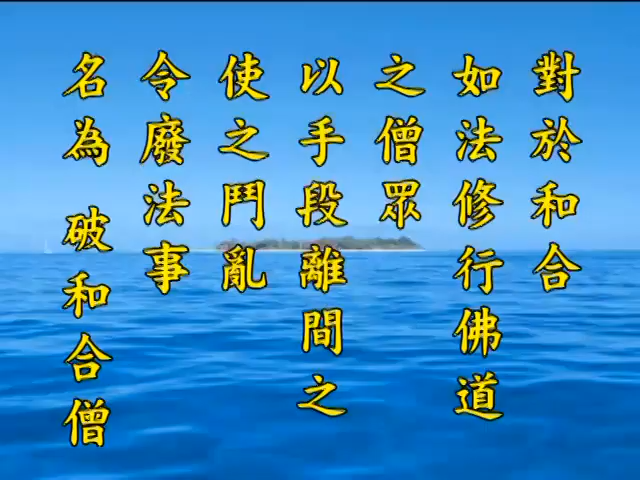 對於和合
如法修行佛道
之僧眾
以手段離間之
使之鬥亂
令廢法事
名為 破和合僧